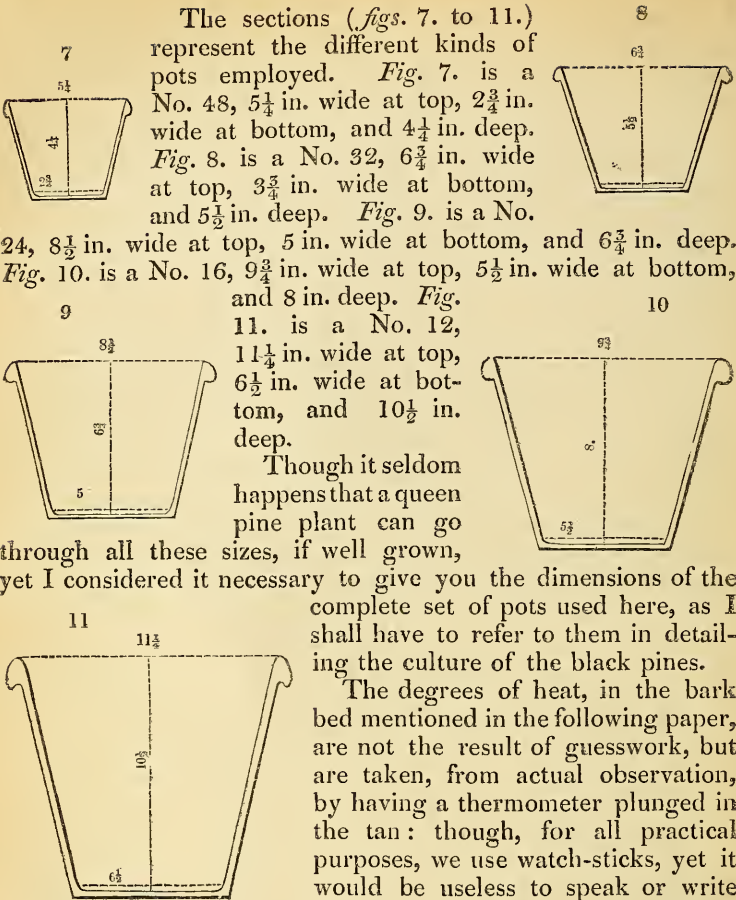 The sections (figs. 7. to 11.)
represent the different kinds of
pots employed. Fig. 7. is a
No. 48, 5¼ in. wide at top, 2¾ in.
wide at bottom, and 4¼ in. deep.
Fig. 8. is a No. 32, 6¾ in. wide
at top, 3¾ in. wide at bottom,
and 5½ in. deep. Fig. 9. is a No.
7
5¼
4¼
2¾
8
6¾
5½
24, 8½ in. wide at top, 5 in. wide at bottom, and 6¾ in. deep.
Fig. 10. is a No. 16, 9¾ in. wide at top, 5½ in. wide at bottom,
and 8 in. deep. Fig.
11. is a No. 12,
11¼ in. wide at top,
6½ in. wide at bot-
tom, and 10½ in.
deep.
Though it seldom
happens that a queen
pine plant can go
9
8½
6¾
5
10
9¾
8.
5½
through all these sizes, if well grown,
yet I considered it necessary to give you the dimensions of the
complete set of pots used here, as I
shall have to refer to them in detail-
ing the culture of the black pines.
The degrees of heat, in the bark
bed mentioned in the following paper,
are not the result of guesswork, but
are taken, from actual observation,
by having a thermometer plunged in
the tan : though, for all practical
purposes, we use watch-sticks, yet it
would be useless to speak or write
11
11¼
10½
6½